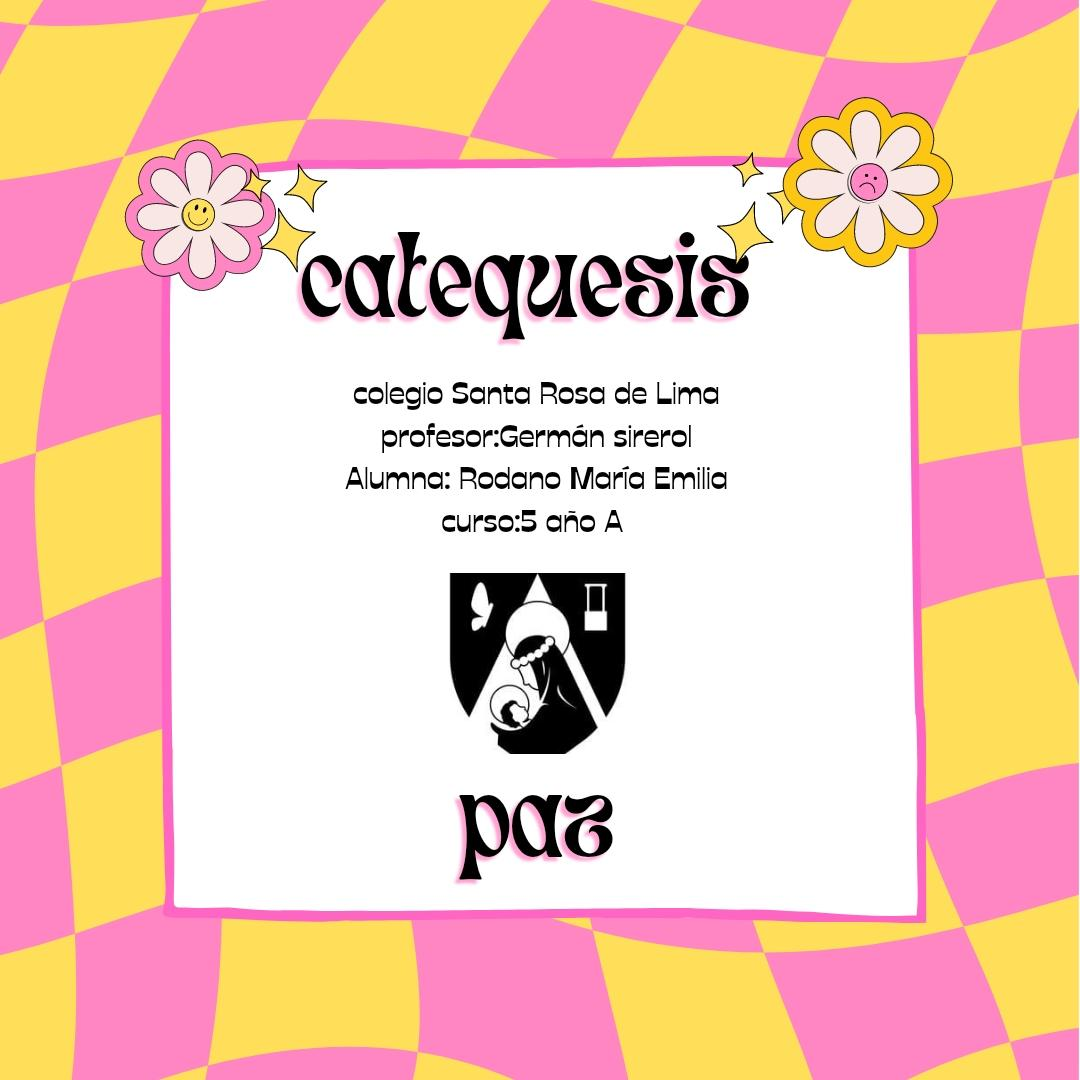 catequesis
colegio Santa Rosa de Lima
profesor:Germán sirerol
Alumna: Rodano María Emilia
curso:5 año A
paz